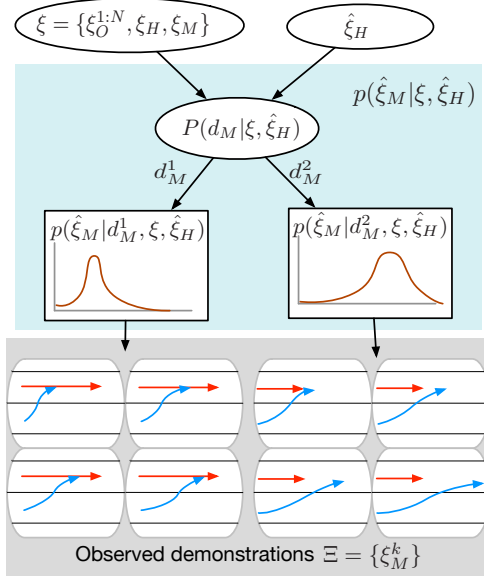 ξ = {ξ_O^{1:N}, ξ_H, ξ_M}
ξ̂_H
p(ξ̂_M|ξ, ξ̂_H)
P(d_M|ξ, ξ̂_H)
d_M^1
d_M^2
p(ξ̂_M|d_M^1, ξ, ξ̂_H)
p(ξ̂_M|d_M^2, ξ, ξ̂_H)
Observed demonstrations Ξ = {ξ_M^k}